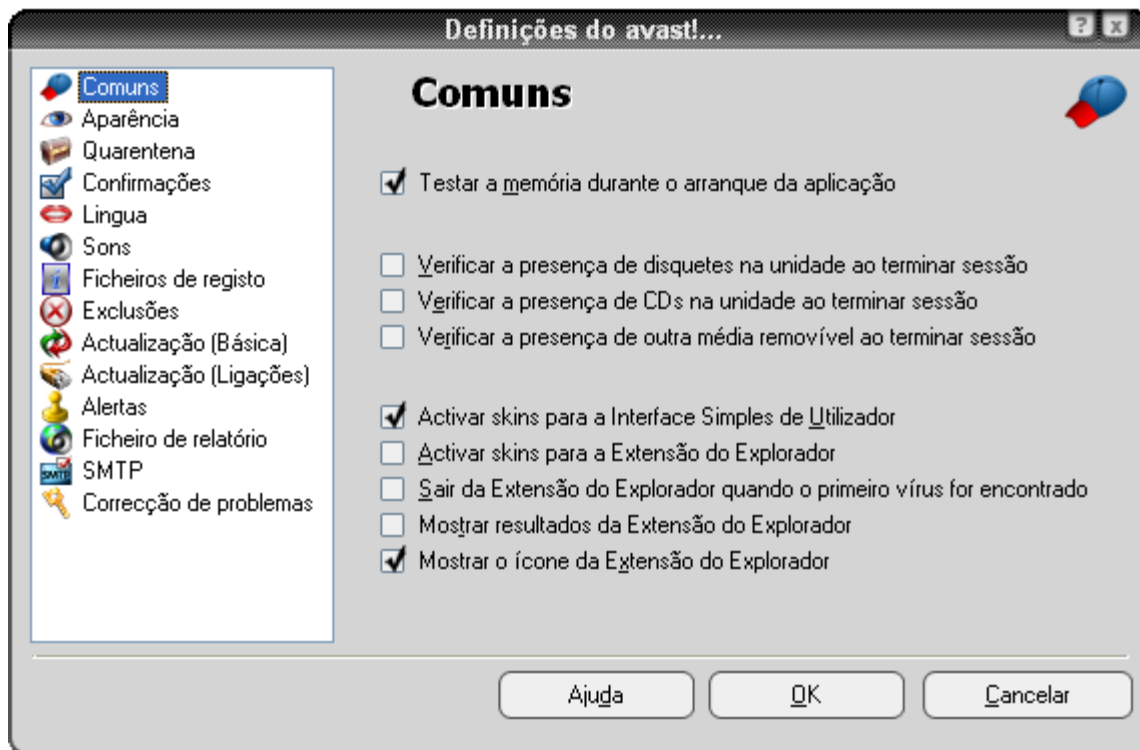 Definições do avast!...
Comuns
Aparência
Quarentena
Confirmações
Lingua
Sons
Ficheiros de registo
Exclusões
Actualização (Básica)
Actualização (Ligações)
Alertas
Ficheiro de relatório
SMTP
Correcção de problemas
Comuns
Testar a memória durante o arranque da aplicação
Verificar a presença de disquetes na unidade ao terminar sessão
Verificar a presença de CDs na unidade ao terminar sessão
Verificar a presença de outra média removível ao terminar sessão
Activar skins para a Interface Simples de Utilizador
Activar skins para a Extensão do Explorador
Sair da Extensão do Explorador quando o primeiro vírus for encontrado
Mostrar resultados da Extensão do Explorador
Mostrar o ícone da Extensão do Explorador
Ajuda
OK
Cancelar